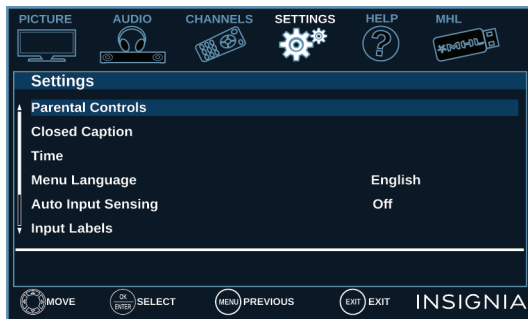 PICTURE AUDIO CHANNELS SETTINGS HELP MHL
MHL
Settings
Parental Controls
Closed Caption
Time
Menu Language English
Auto Input Sensing Off
Input Labels
MOVE OK ENTER SELECT MENU PREVIOUS EXIT EXIT INSIGNIA